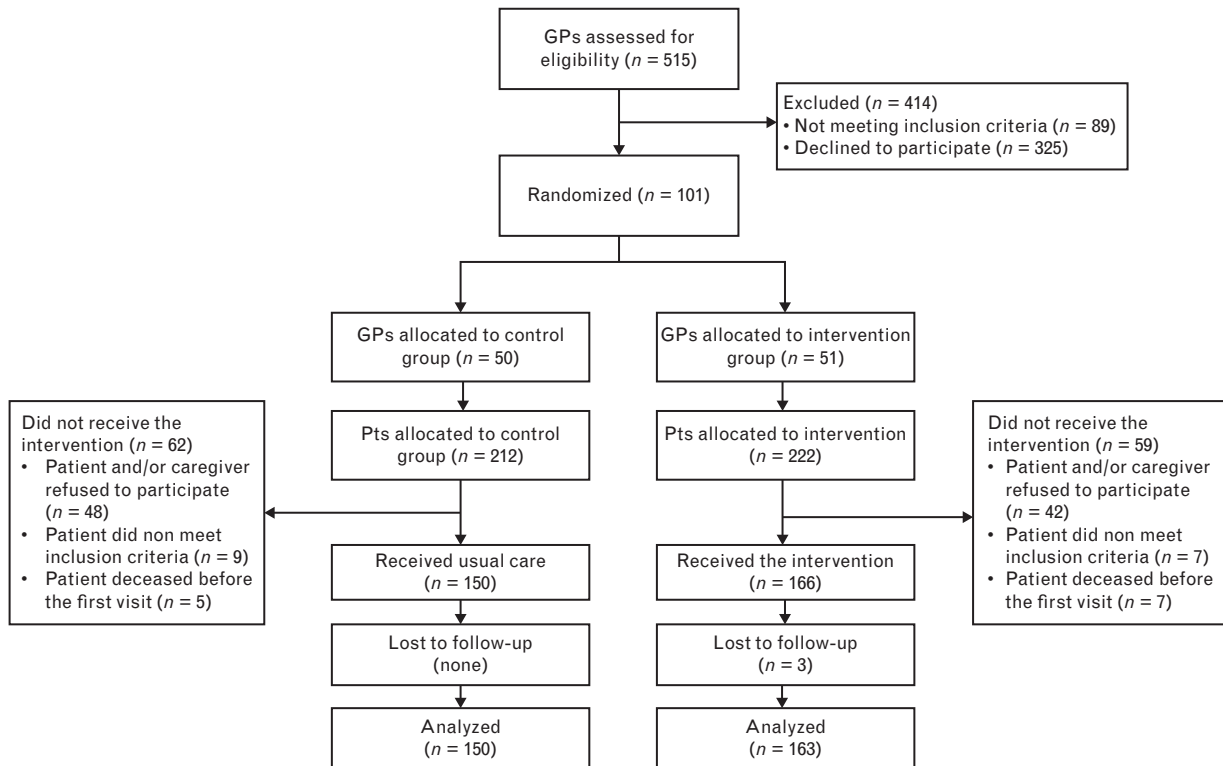 GPs assessed for
eligibility (n = 515)
Excluded (n = 414)
• Not meeting inclusion criteria (n = 89)
• Declined to participate (n = 325)
Randomized (n = 101)
GPs allocated to control
group (n = 50)
GPs allocated to intervention
group (n = 51)
Did not receive the
intervention (n = 62)
• Patient and/or caregiver
refused to participate
(n = 48)
• Patient did non meet
inclusion criteria (n = 9)
• Patient deceased before
the first visit (n = 5)
Pts allocated to control
group (n = 212)
Pts allocated to intervention
(n = 222)
Did not receive the
intervention (n = 59)
• Patient and/or caregiver
refused to participate
(n = 42)
• Patient did non meet
inclusion criteria (n = 7)
• Patient deceased before
the first visit (n = 7)
Received usual care
(n = 150)
Received the intervention
(n = 166)
Lost to follow-up
(none)
Lost to follow-up
(n = 3)
Analyzed
(n = 150)
Analyzed
(n = 163)